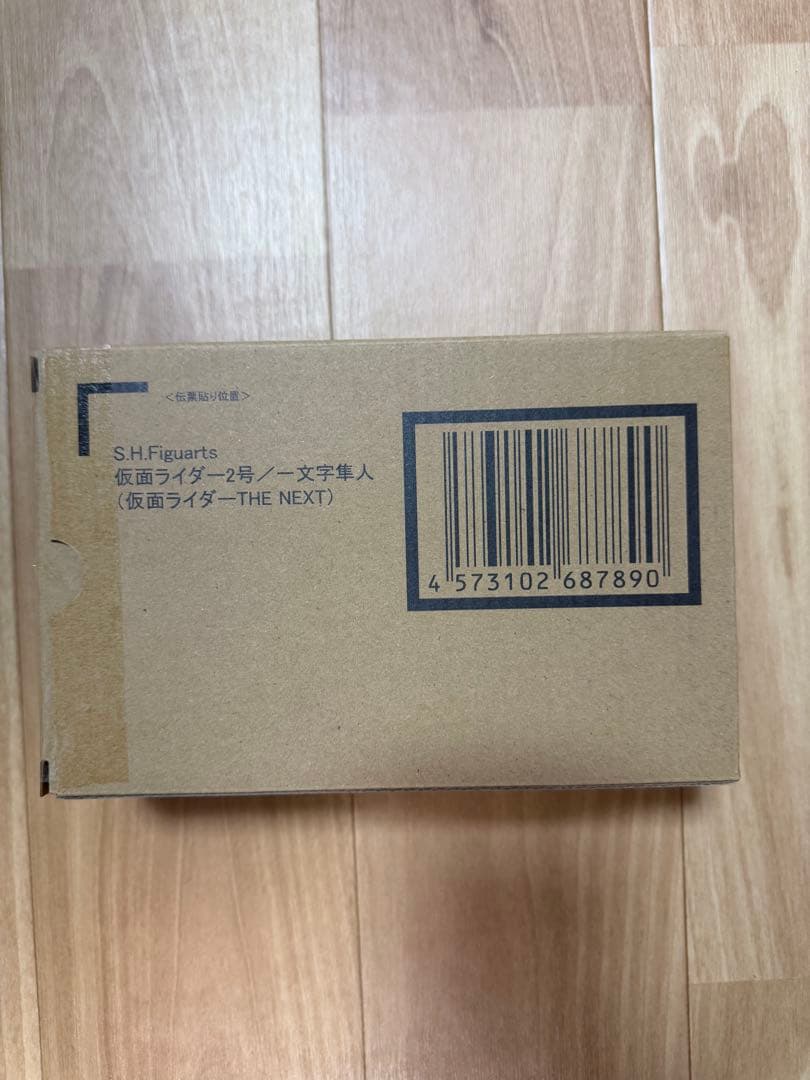 <伝票貼り位置>
S.H.Figuarts
仮面ライダー2号／一文字隼人
(仮面ライダーTHE NEXT)
4 573102 687890